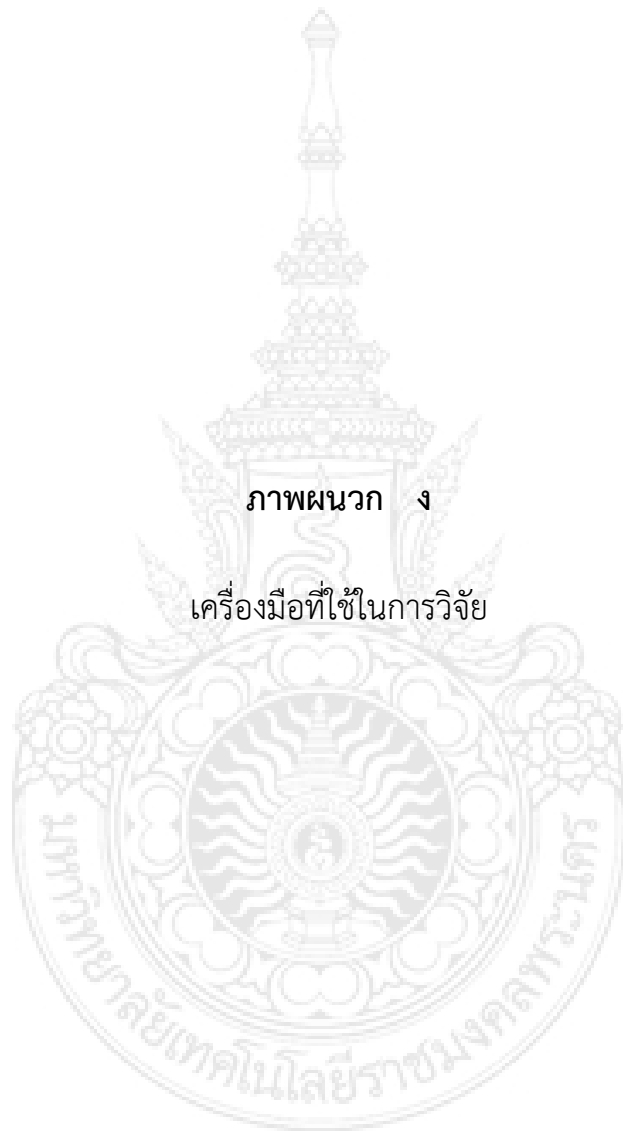 ภาพผนวก ง
เครื่องมือที่ใช้ในการวิจัย
มหาวิทยาลัยเทคโนโลยีราชมงคลพระนคร